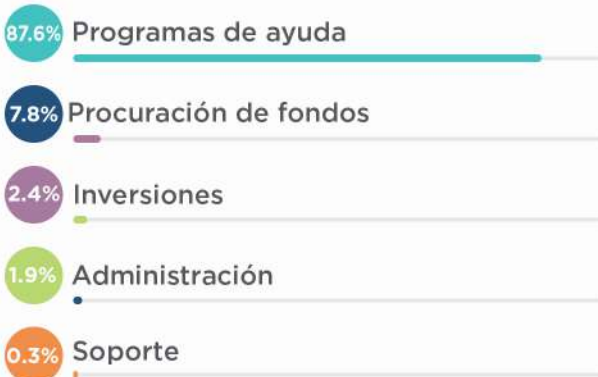 87.6% Programas de ayuda
7.8% Procuración de fondos
2.4% Inversiones
1.9% Administración
0.3% Soporte